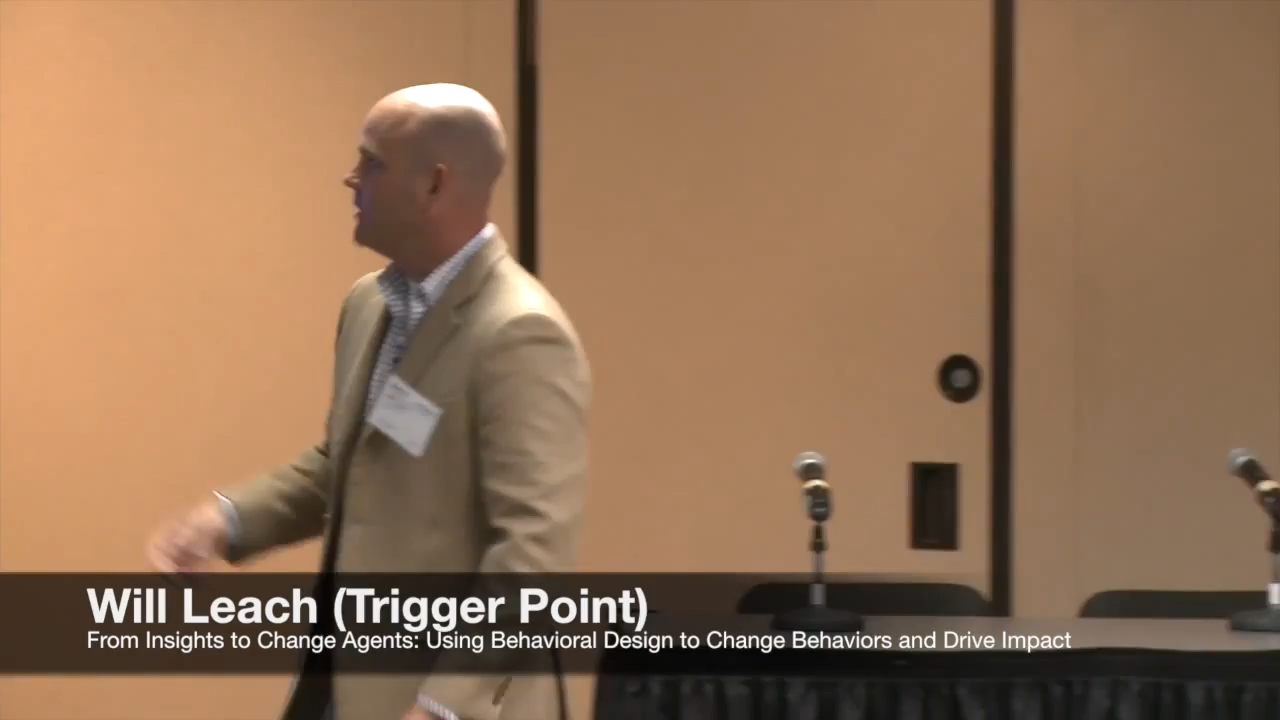 Will Leach (Trigger Point)
From Insights to Change Agents: Using Behavioral Design to Change Behaviors and Drive Impact